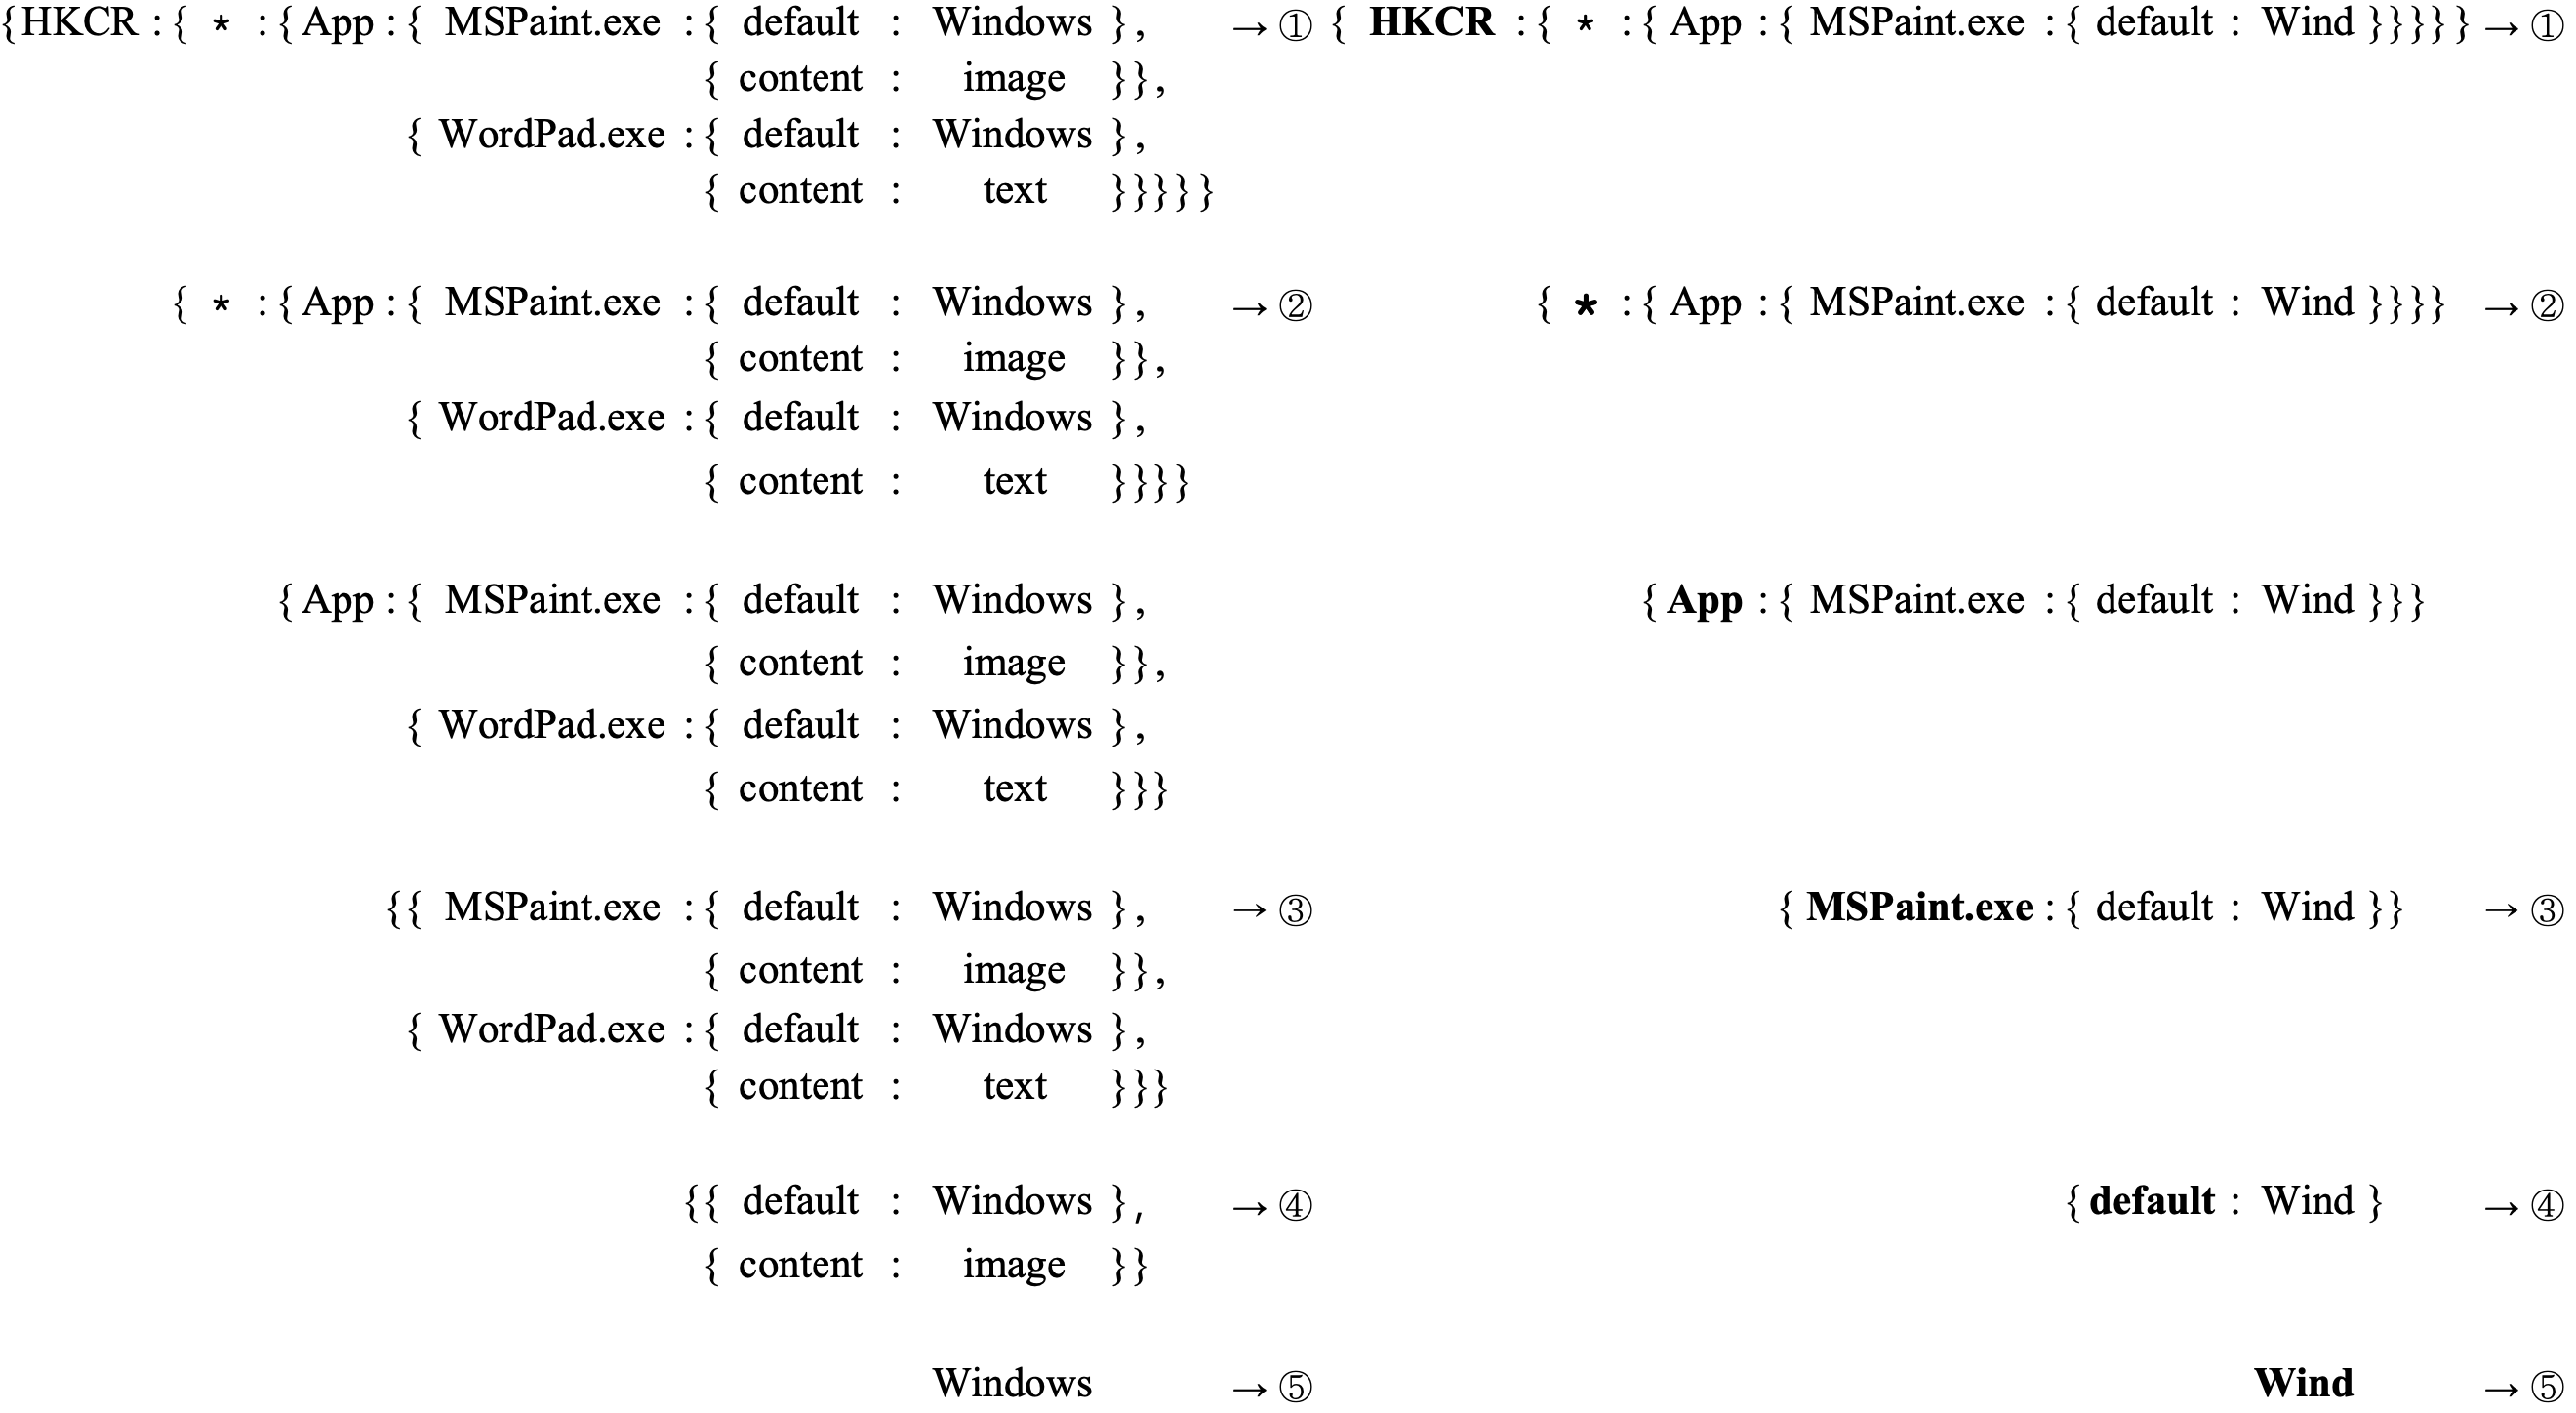 {HKCR : { * : { App : { MSPaint.exe : { default : Windows }, → ① { HKCR : { * : { App : { MSPaint.exe : { default : Wind }}}}} → ①
{ content : image }},
{ WordPad.exe : { default : Windows },
{ content : text }}}}}
{ * : { App : { MSPaint.exe : { default : Windows }, → ② { * : { App : { MSPaint.exe : { default : Wind }}}} → ②
{ content : image }},
{ WordPad.exe : { default : Windows },
{ content : text }}}}
{ App : { MSPaint.exe : { default : Windows }, { App : { MSPaint.exe : { default : Wind }}}
{ content : image }},
{ WordPad.exe : { default : Windows },
{ content : text }}}
{{ MSPaint.exe : { default : Windows }, → ③ { MSPaint.exe : { default : Wind }} → ③
{ content : image }},
{ WordPad.exe : { default : Windows },
{ content : text }}}
{{ default : Windows }, → ④ { default : Wind } → ④
{ content : image }}
Windows → ⑤ Wind → ⑤